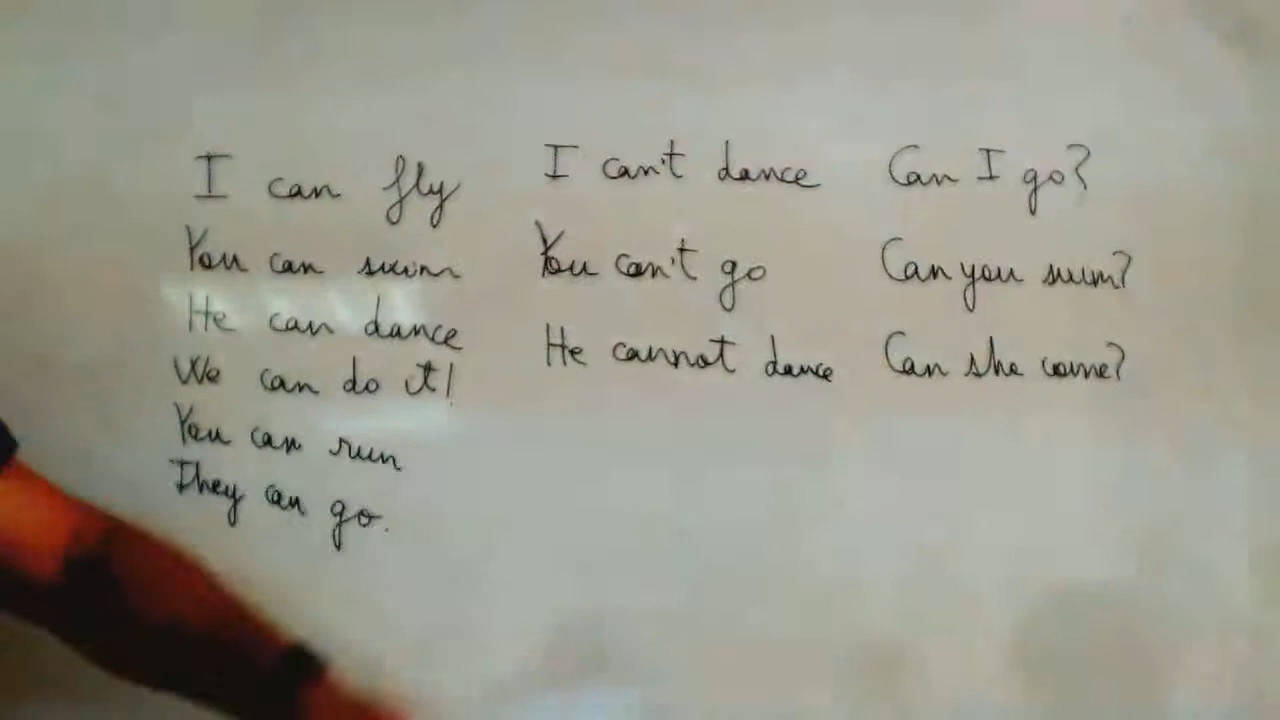 I can fly
You can swim
He can dance
We can do it!
You can run
They can go.
I can't dance
You can't go
He cannot dance
Can I go?
Can you swim?
Can she come?